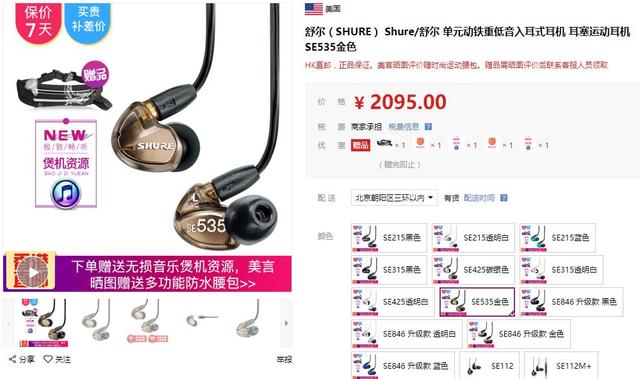 保价
7天
买贵
补差价
赠品
NEW
极/致/畅/听
煲机资源
BAO JI ZI YUAN
SHURE
SE535
下单赠送无损音乐煲机资源,美言
晒图赠送多功能防水腰包>>
分享
关注
举报
美国
舒尔(SHURE) Shure/舒尔 单元动铁重低音入耳式耳机 耳塞运动耳机
SE535金色
HK直邮,正品保证。美言晒图评价赠时尚运动腰包。赠品需晒图评价后联系客服人员领取
价 格
¥ 2095.00
税 费 商家承担 税费信息 ?
优 惠 赠品 ×1 ×1 ×1 ×1 ×1
(赠完即止)
配 送 北京朝阳区三环以内 有货 配送时间 ?
颜色
SE215黑色
SE215透明白
SE215蓝色
SE315黑色
SE425碳银色
SE315透明白
SE425透明白
SE535金色
SE846 升级款 黑色
SE846 升级款 透明白
SE846 升级款 金色
SE846 升级款 蓝色
SE112
SE112M+